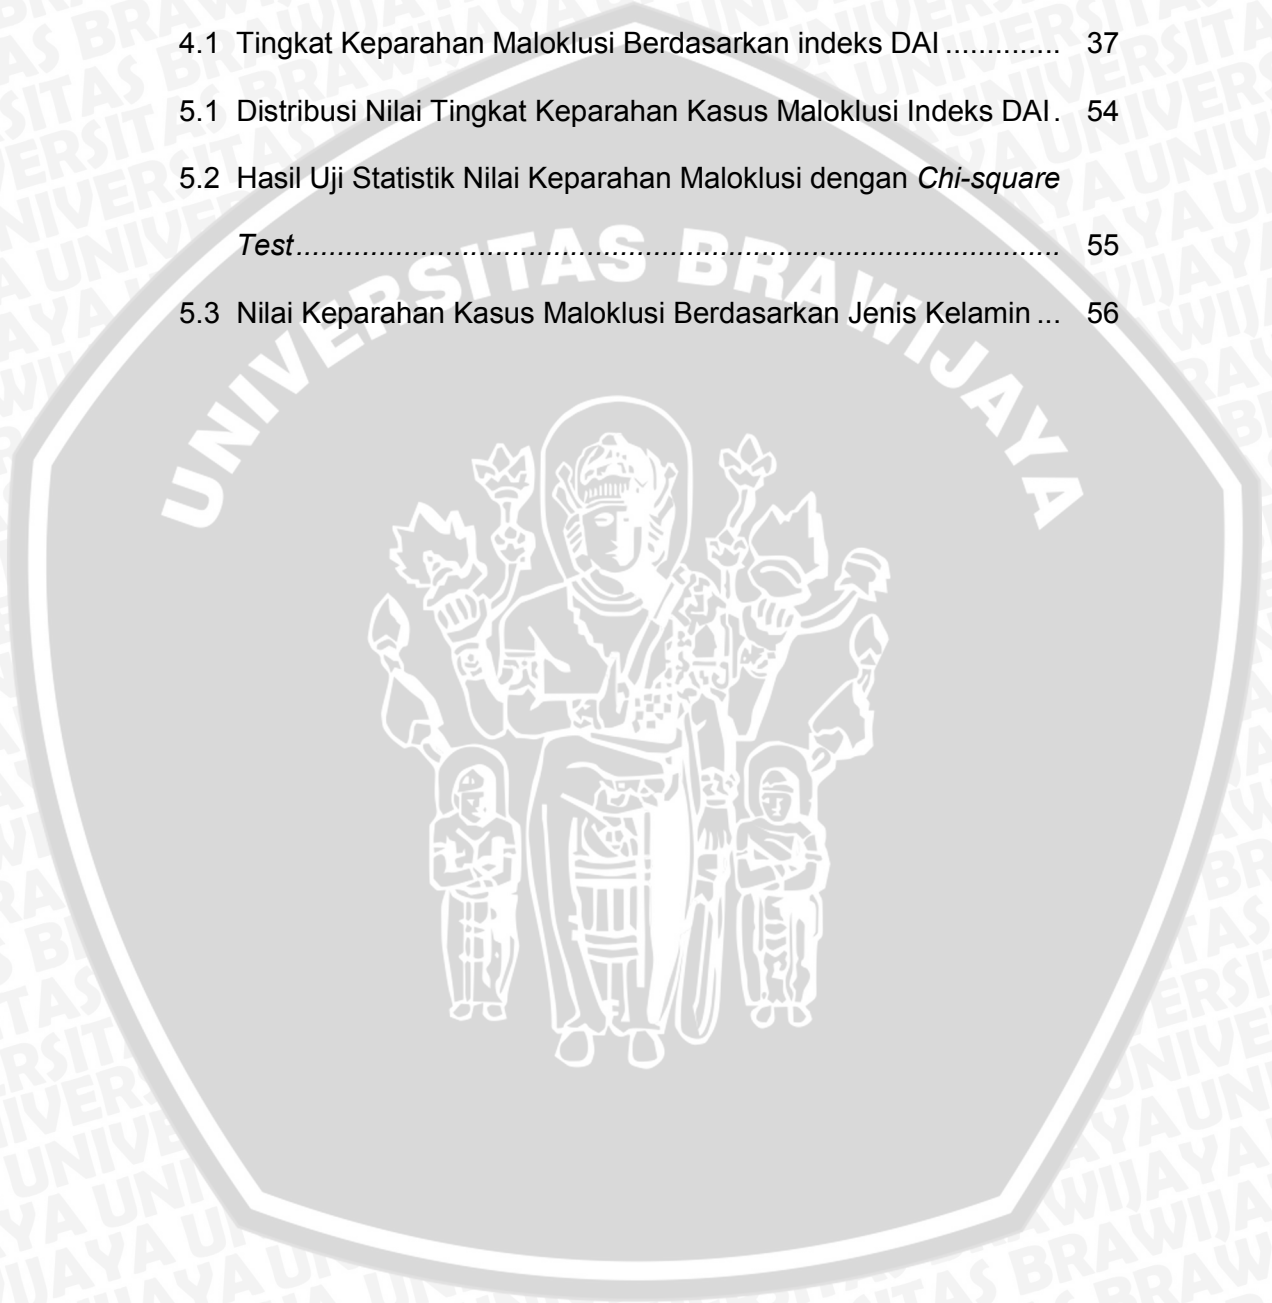 4.1 Tingkat Keparahan Maloklusi Berdasarkan indeks DAI .............. 37
5.1 Distribusi Nilai Tingkat Keparahan Kasus Maloklusi Indeks DAI. 54
5.2 Hasil Uji Statistik Nilai Keparahan Maloklusi dengan Chi-square
Test................................................................................... 55
5.3 Nilai Keparahan Kasus Maloklusi Berdasarkan Jenis Kelamin ... 56
UNIVERSITAS BRAWIJAYA